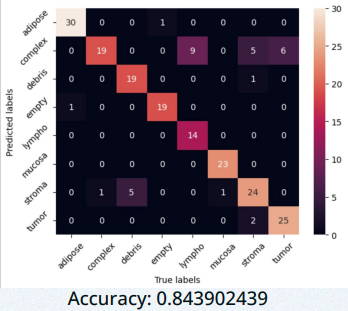 adipose 30 0 0 1 0 0 0 0
complex 0 19 0 0 9 0 5 6
debris 0 0 19 0 0 0 1 0
empty 1 0 0 19 0 0 0 0
lympho 0 0 0 0 14 0 0 0
mucosa 0 0 0 0 0 23 0 0
stroma 0 1 5 0 0 1 24 0
tumor 0 0 0 0 0 0 2 25
Predicted labels
adipose complex debris empty lympho mucosa stroma tumor
True labels
30
25
20
15
10
5
0
Accuracy: 0.843902439